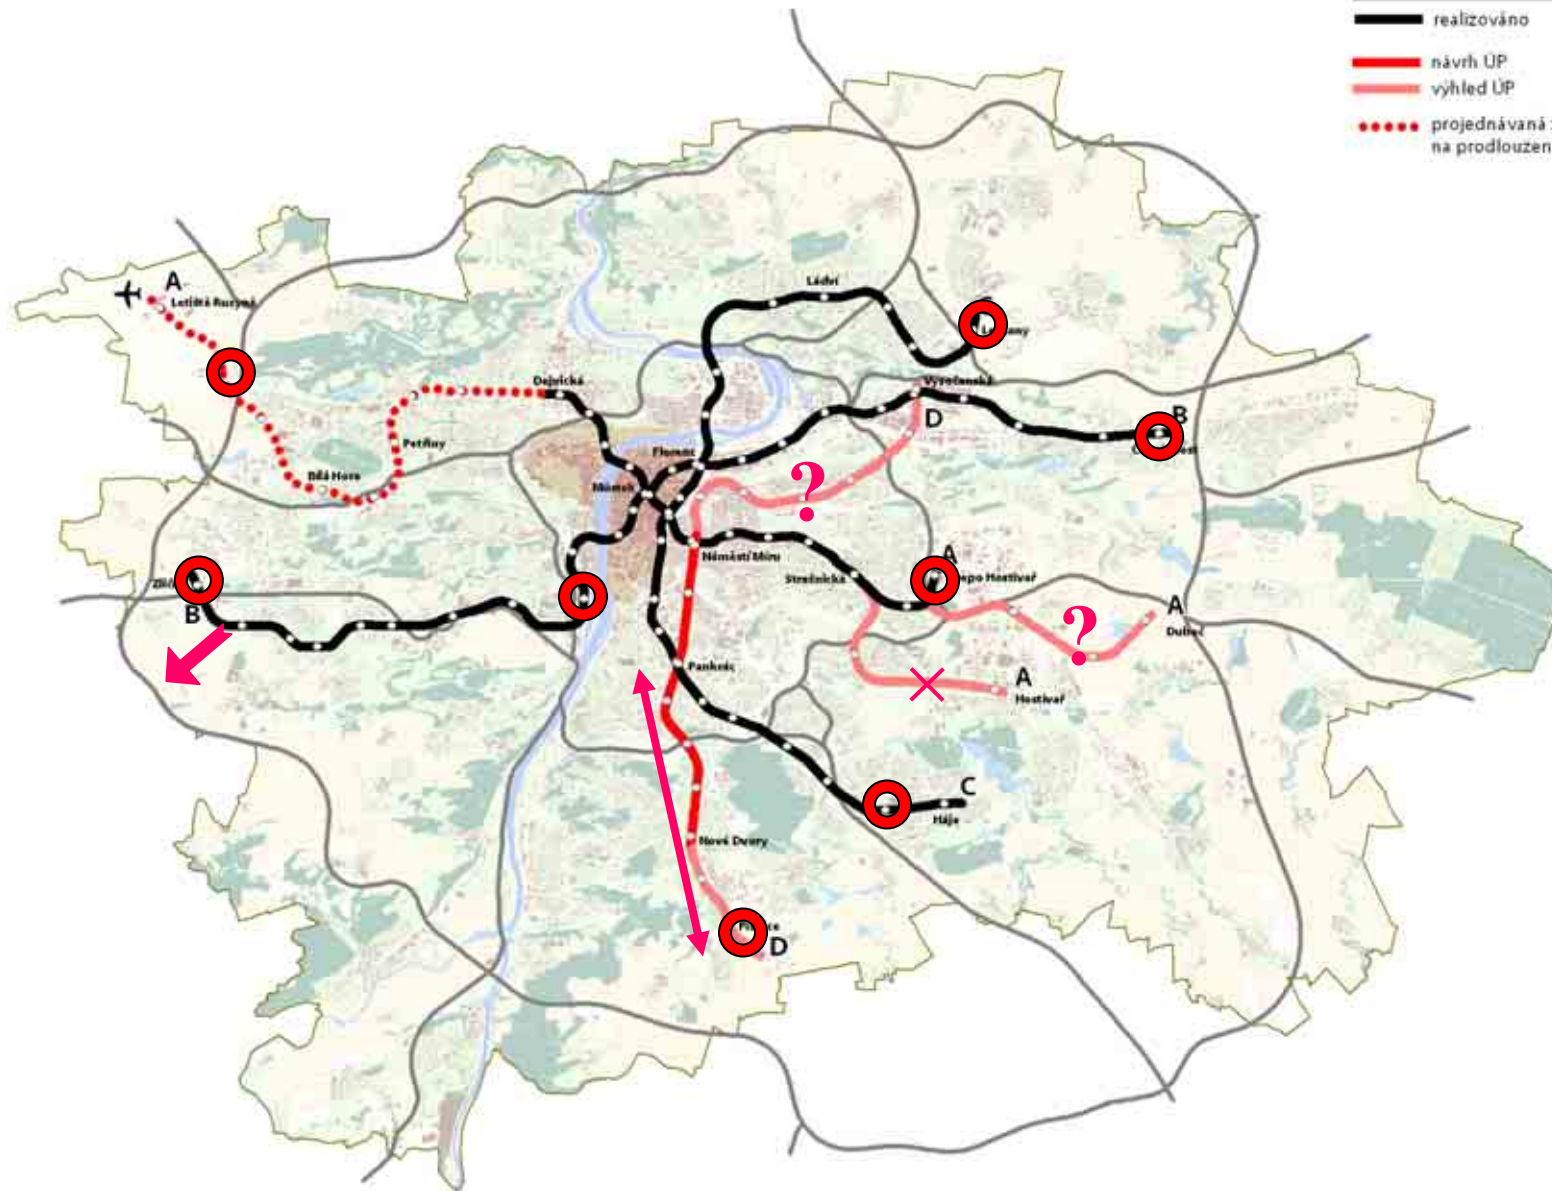 realizováno
návrh ÚP
výhled ÚP
projednávaná
na prodloužen
A
Letiště Ruzyně
Ládví
Dejvická
Vysočanská
D
B
Petřiny
Florenc
Bílá Hora
Můstek
?
Náměstí Míru
Strašnická
A
epo Hostivař
B
?
A
Dubeč
Pankrác
A
Hostivař
C
Háje
Nové Dvory
D